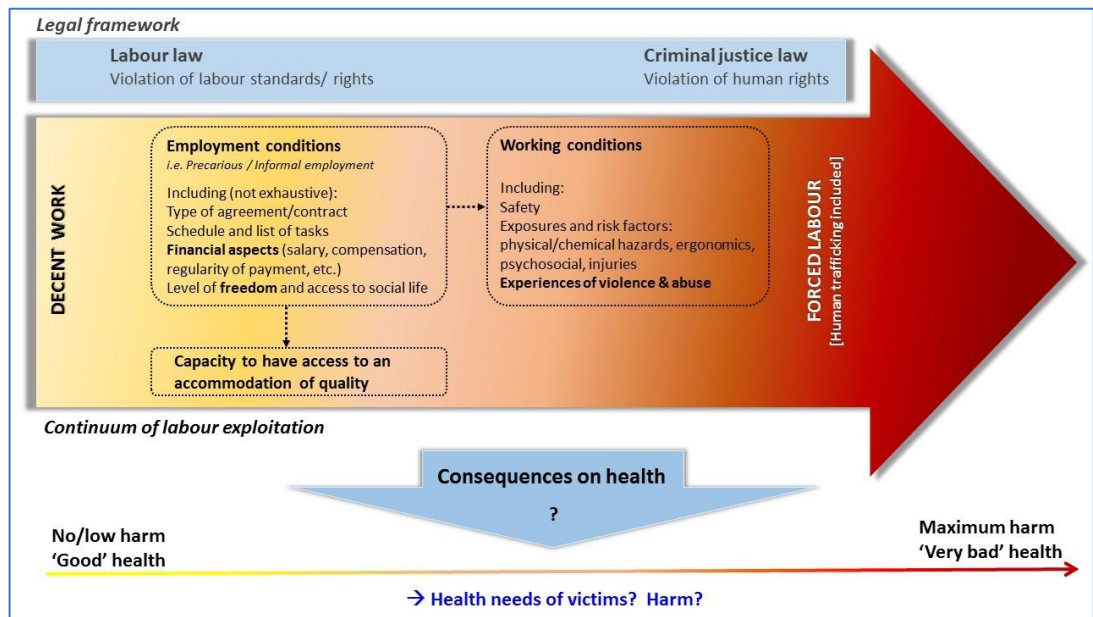 Legal framework
Labour law
Violation of labour standards/ rights
Criminal justice law
Violation of human rights
DECENT WORK
Employment conditions
i.e. Precarious / Informal employment
Including (not exhaustive):
Type of agreement/contract
Schedule and list of tasks
Financial aspects (salary, compensation,
regularity of payment, etc.)
Level of freedom and access to social life
Capacity to have access to an
accommodation of quality
Working conditions
Including:
Safety
Exposures and risk factors:
physical/chemical hazards, ergonomics,
psychosocial, injuries
Experiences of violence & abuse
FORCED LABOUR
[Human trafficking included]
Continuum of labour exploitation
Consequences on health
?
No/low harm
‘Good’ health
Maximum harm
‘Very bad’ health
→ Health needs of victims? Harm?